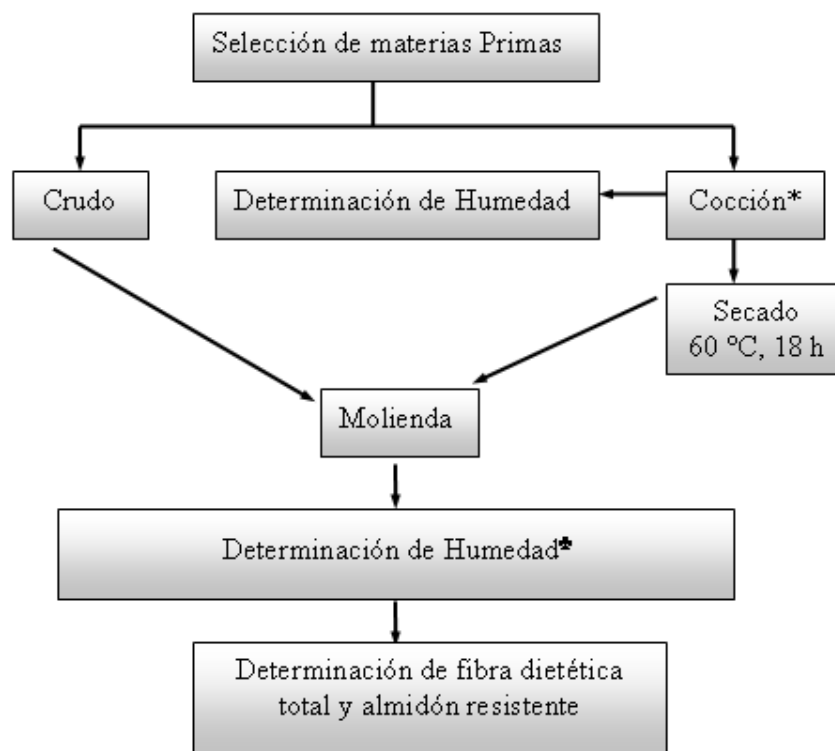 Selección de materias Primas
Crudo
Determinación de Humedad
Cocción*
Secado
60 ºC, 18 h
Molienda
Determinación de Humedad♣
Determinación de fibra dietética
total y almidón resistente